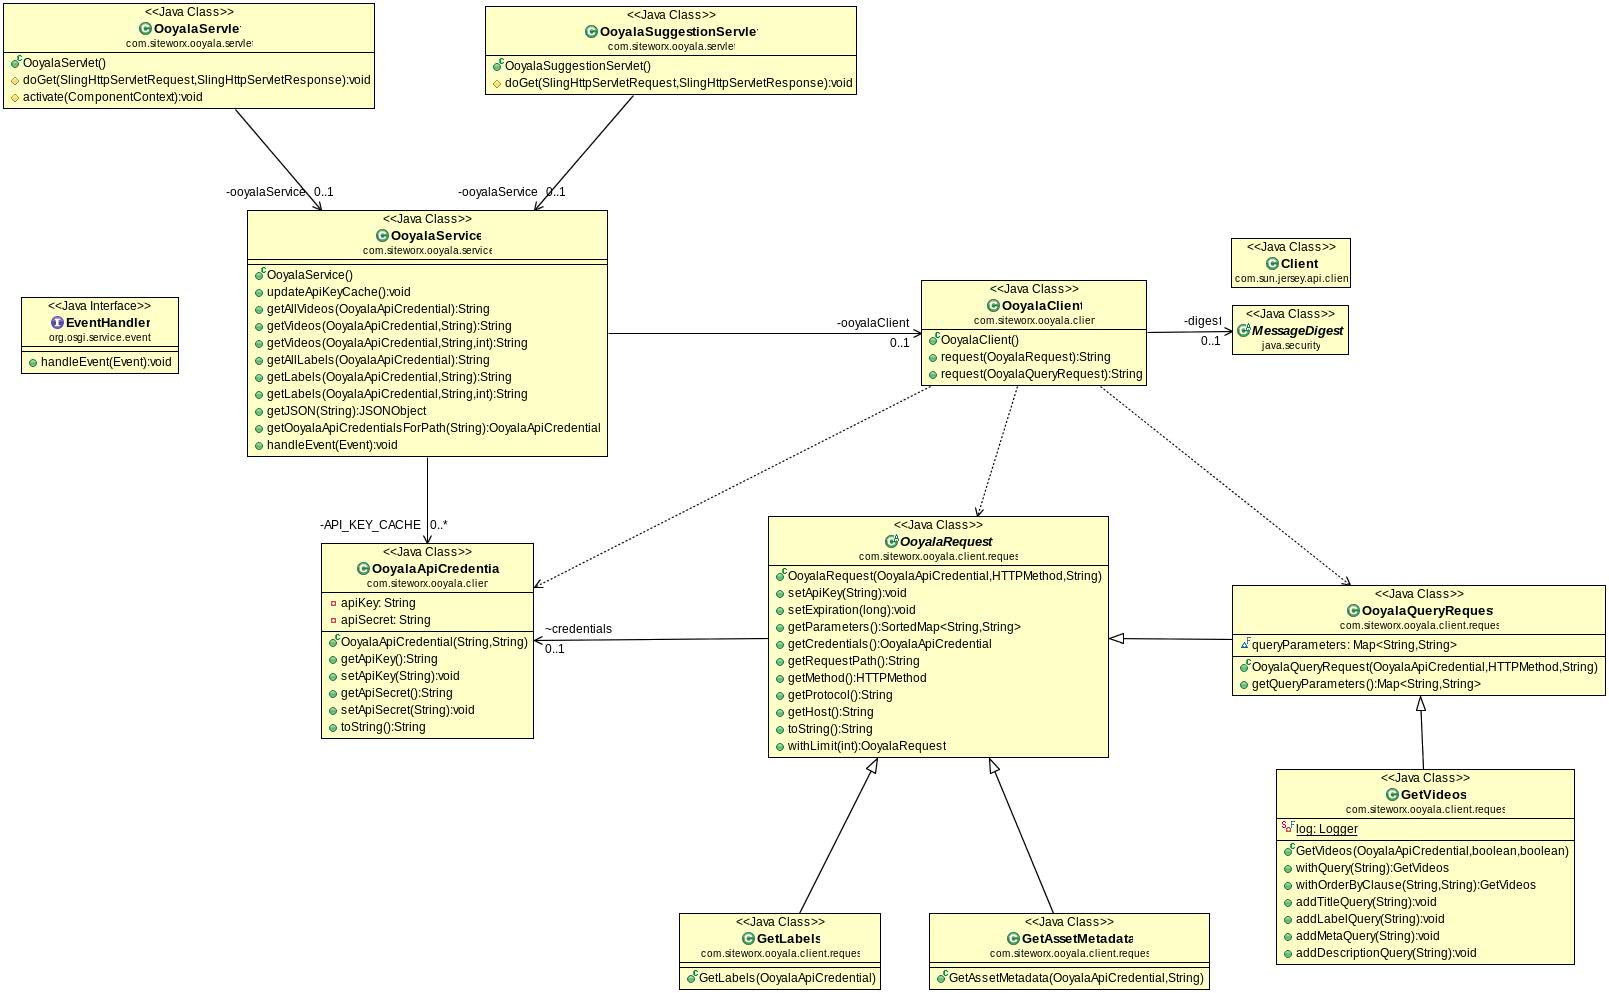 <<Java Class>>
OoyalaServle
com.siteworx.ooyala.servlet
OoyalaServlet()
doGet(SlingHttpServletRequest,SlingHttpServletResponse):void
activate(ComponentContext):void
<<Java Class>>
OoyalaSuggestionServle
com.siteworx.ooyala.servlet
OoyalaSuggestionServlet()
doGet(SlingHttpServletRequest,SlingHttpServletResponse):void
-ooyalaService 0..1
-ooyalaService 0..1
<<Java Class>>
OoyalaService
com.siteworx.ooyala.service
OoyalaService()
updateApiKeyCache():void
getAllVideos(OoyalaApiCredential):String
getVideos(OoyalaApiCredential,String):String
getVideos(OoyalaApiCredential,String,int):String
getAllLabels(OoyalaApiCredential):String
getLabels(OoyalaApiCredential,String):String
getLabels(OoyalaApiCredential,String,int):String
getJSON(String):JSONObject
getOoyalaApiCredentialsForPath(String):OoyalaApiCredential
handleEvent(Event):void
<<Java Interface>>
EventHandler
org.osgi.service.event
handleEvent(Event):void
-ooyalaClient
0..1
<<Java Class>>
OoyalaClient
com.siteworx.ooyala.clien
OoyalaClient()
request(OoyalaRequest):String
request(OoyalaQueryRequest):String
-digest
0..1
<<Java Class>>
Client
com.sun.jersey.api.clien
<<Java Class>>
MessageDigest
java.security
-API_KEY_CACHE 0..*
<<Java Class>>
OoyalaApiCredentia
com.siteworx.ooyala.clien
apiKey: String
apiSecret: String
OoyalaApiCredential(String,String)
getApiKey():String
setApiKey(String):void
getApiSecret():String
setApiSecret(String):void
toString():String
~credentials
0..1
<<Java Class>>
OoyalaRequest
com.siteworx.ooyala.client.reques
OoyalaRequest(OoyalaApiCredential,HTTPMethod,String)
setApiKey(String):void
setExpiration(long):void
getParameters():SortedMap<String,String>
getCredentials():OoyalaApiCredential
getRequestPath():String
getMethod():HTTPMethod
getProtocol():String
getHost():String
toString():String
withLimit(int):OoyalaRequest
<<Java Class>>
OoyalaQueryReques
com.siteworx.ooyala.client.reques
queryParameters: Map<String,String>
OoyalaQueryRequest(OoyalaApiCredential,HTTPMethod,String)
getQueryParameters():Map<String,String>
<<Java Class>>
GetVideos
com.siteworx.ooyala.client.reques
log: Logger
GetVideos(OoyalaApiCredential,boolean,boolean)
withQuery(String):GetVideos
withOrderByClause(String,String):GetVideos
addTitleQuery(String):void
addLabelQuery(String):void
addMetaQuery(String):void
addDescriptionQuery(String):void
<<Java Class>>
GetLabels
com.siteworx.ooyala.client.reques
GetLabels(OoyalaApiCredential)
<<Java Class>>
GetAssetMetadata
com.siteworx.ooyala.client.reques
GetAssetMetadata(OoyalaApiCredential,String)